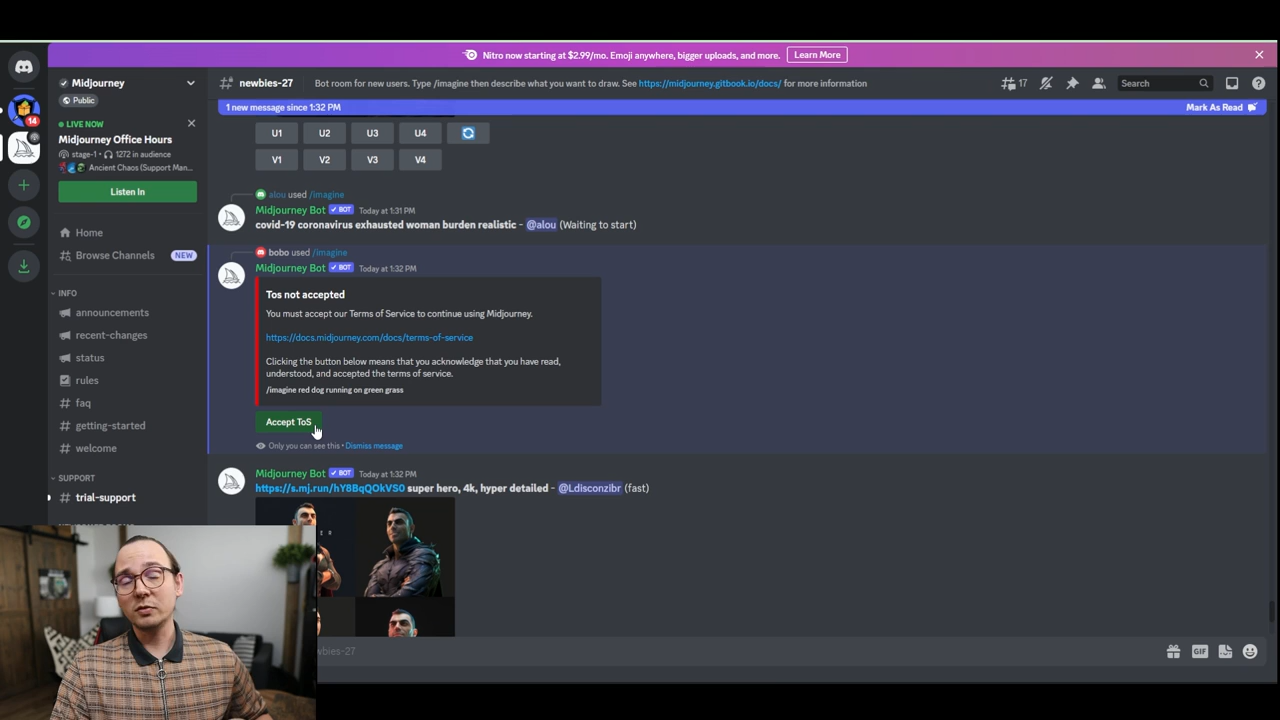 Nitro now starting at $2.99/mo. Emoji anywhere, bigger uploads, and more.
Learn More
Midjourney
Public
LIVE NOW
Midjourney Office Hours
stage-1 • 1272 in audience
Ancient Chaos (Support Man...
Listen In
Home
Browse Channels
NEW
INFO
announcements
recent-changes
status
rules
faq
getting-started
welcome
SUPPORT
trial-support
14
newbies-27
Bot room for new users. Type /imagine then describe what you want to draw. See https://midjourney.gitbook.io/docs/ for more information
17
Search
1 new message since 1:32 PM
Mark As Read
U1 U2 U3 U4
V1 V2 V3 V4
alou used /imagine
Midjourney Bot BOT Today at 1:31 PM
covid-19 coronavirus exhausted woman burden realistic - @alou (Waiting to start)
bobo used /imagine
Midjourney Bot BOT Today at 1:32 PM
Tos not accepted
You must accept our Terms of Service to continue using Midjourney.
https://docs.midjourney.com/docs/terms-of-service
Clicking the button below means that you acknowledge that you have read,
understood, and accepted the terms of service.
/imagine red dog running on green grass
Accept ToS
Only you can see this • Dismiss message
Midjourney Bot BOT Today at 1:32 PM
https://s.mj.run/hY8BqQOkVS0 super hero, 4k, hyper detailed - @Ldisconzibr (fast)
wbies-27
GIF